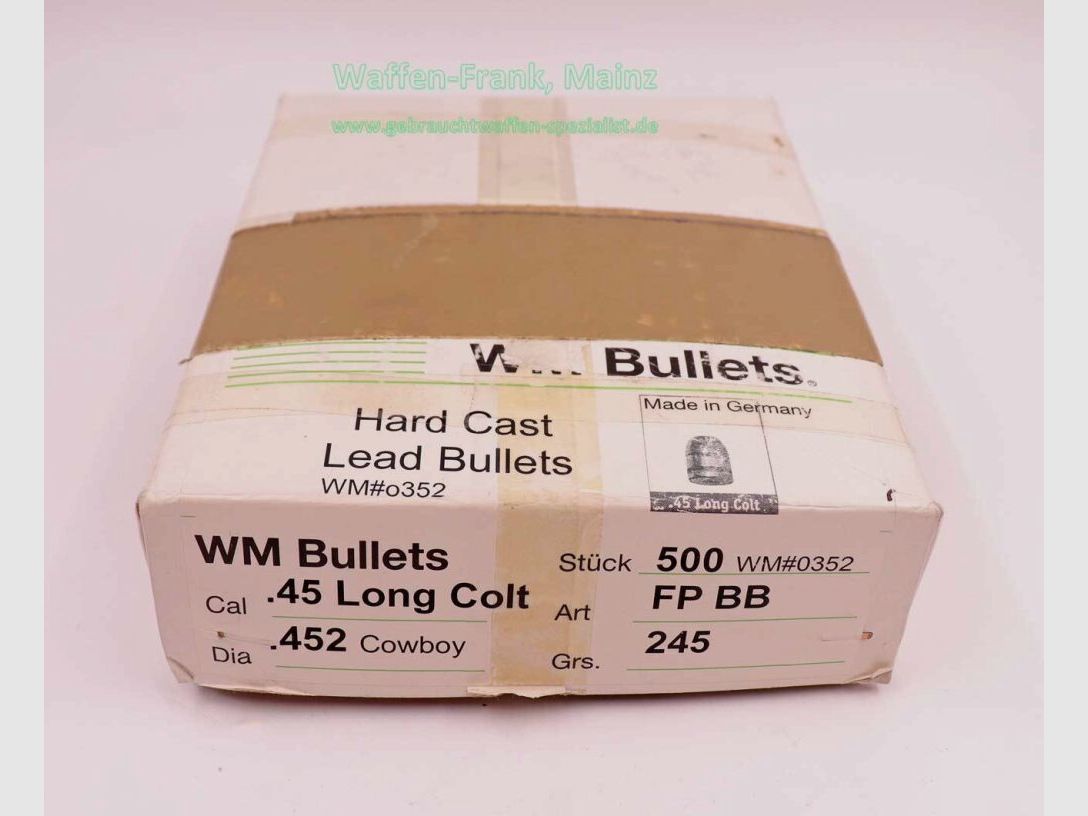 Waffen-Frank, Mainz
www.gebrauchtwaffen-spezialist.de
Bullets®
Made in Germany
Hard Cast
Lead Bullets
WM#o352
.45 Long Colt
WM Bullets
Stück 500 WM#0352
Cal .45 Long Colt
Art FP BB
Dia .452 Cowboy
Grs. 245